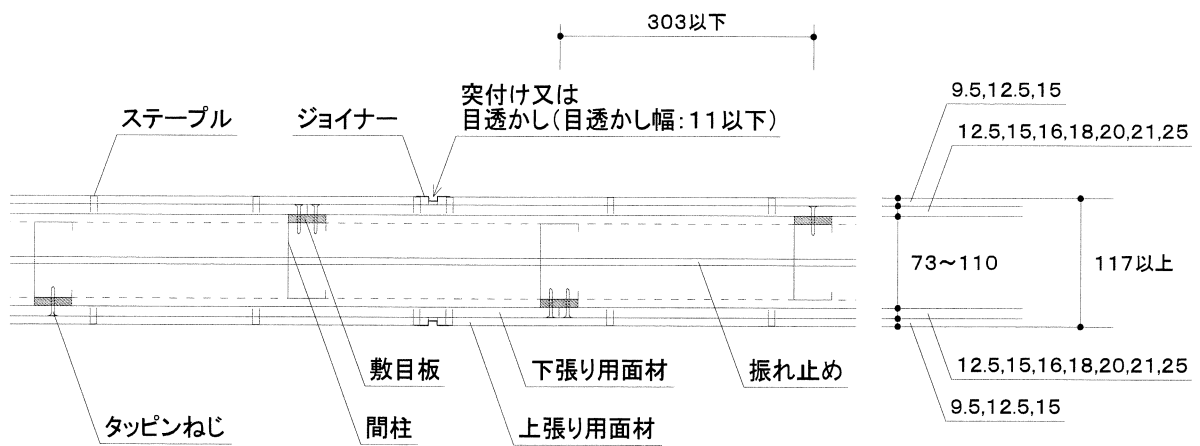 303以下
突付け又は
目透かし(目透かし幅:11以下)
ステープル
ジョイナー
9.5,12.5,15
12.5,15,16,18,20,21,25
73～110
117以上
敷目板
下張り用面材
振れ止め
12.5,15,16,18,20,21,25
9.5,12.5,15
タッピンねじ
間柱
上張り用面材